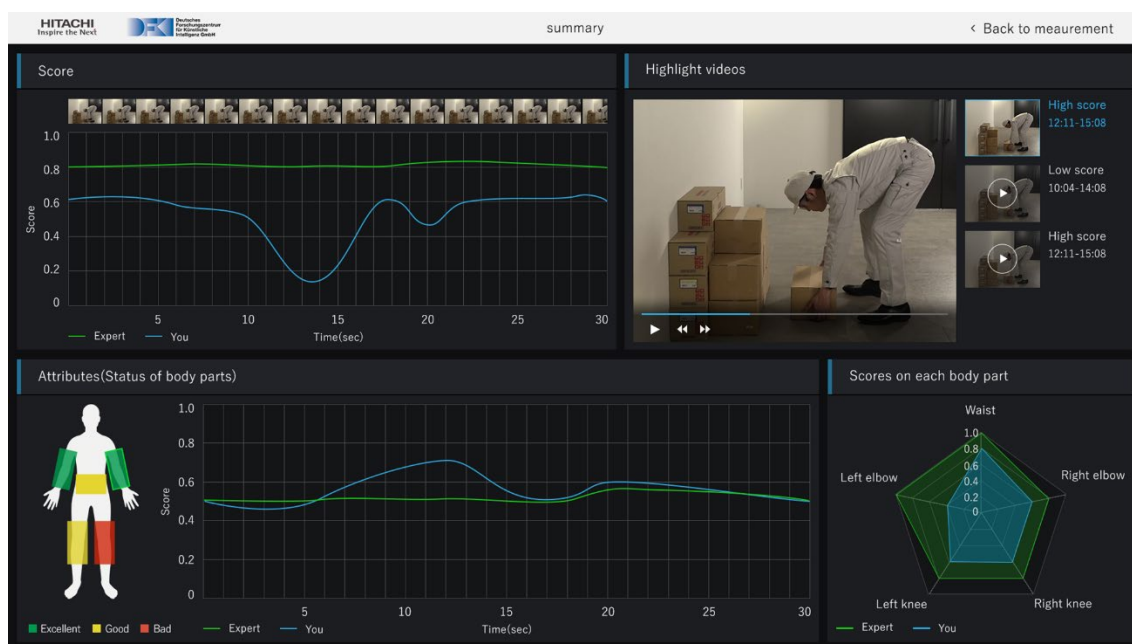 HITACHI
Inspire the Next
DFKI
Deutsches
Forschungszentrum
für Künstliche
Intelligenz GmbH
summary
‹ Back to meaurement
Score
1.0
0.8
0.6
0.4
0.2
0
Score
5 10 15 20 25 30
Time(sec)
Expert You
Highlight videos
High score
12:11-15:08
Low score
10:04-14:08
High score
12:11-15:08
Attributes(Status of body parts)
Excellent Good Bad
1.0
0.8
0.6
0.4
0.2
0
Score
5 10 15 20 25 30
Time(sec)
Expert You
Scores on each body part
Waist
1.0
0.8
0.6
0.4
0.2
0
Left elbow
Right elbow
Left knee
Right knee
Expert You